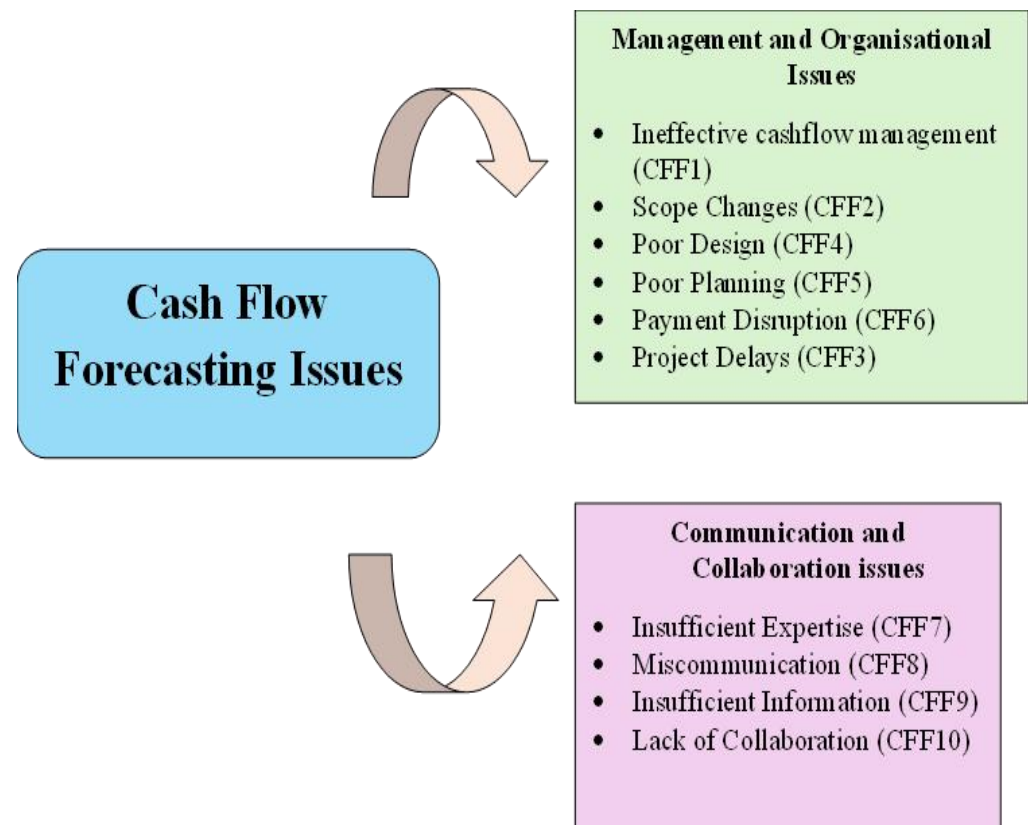 Management and Organisational
Issues
• Ineffective cashflow management
(CFF1)
• Scope Changes (CFF2)
• Poor Design (CFF4)
• Poor Planning (CFF5)
• Payment Disruption (CFF6)
• Project Delays (CFF3)
Cash Flow
Forecasting Issues
Communication and
Collaboration issues
• Insufficient Expertise (CFF7)
• Miscommunication (CFF8)
• Insufficient Information (CFF9)
• Lack of Collaboration (CFF10)